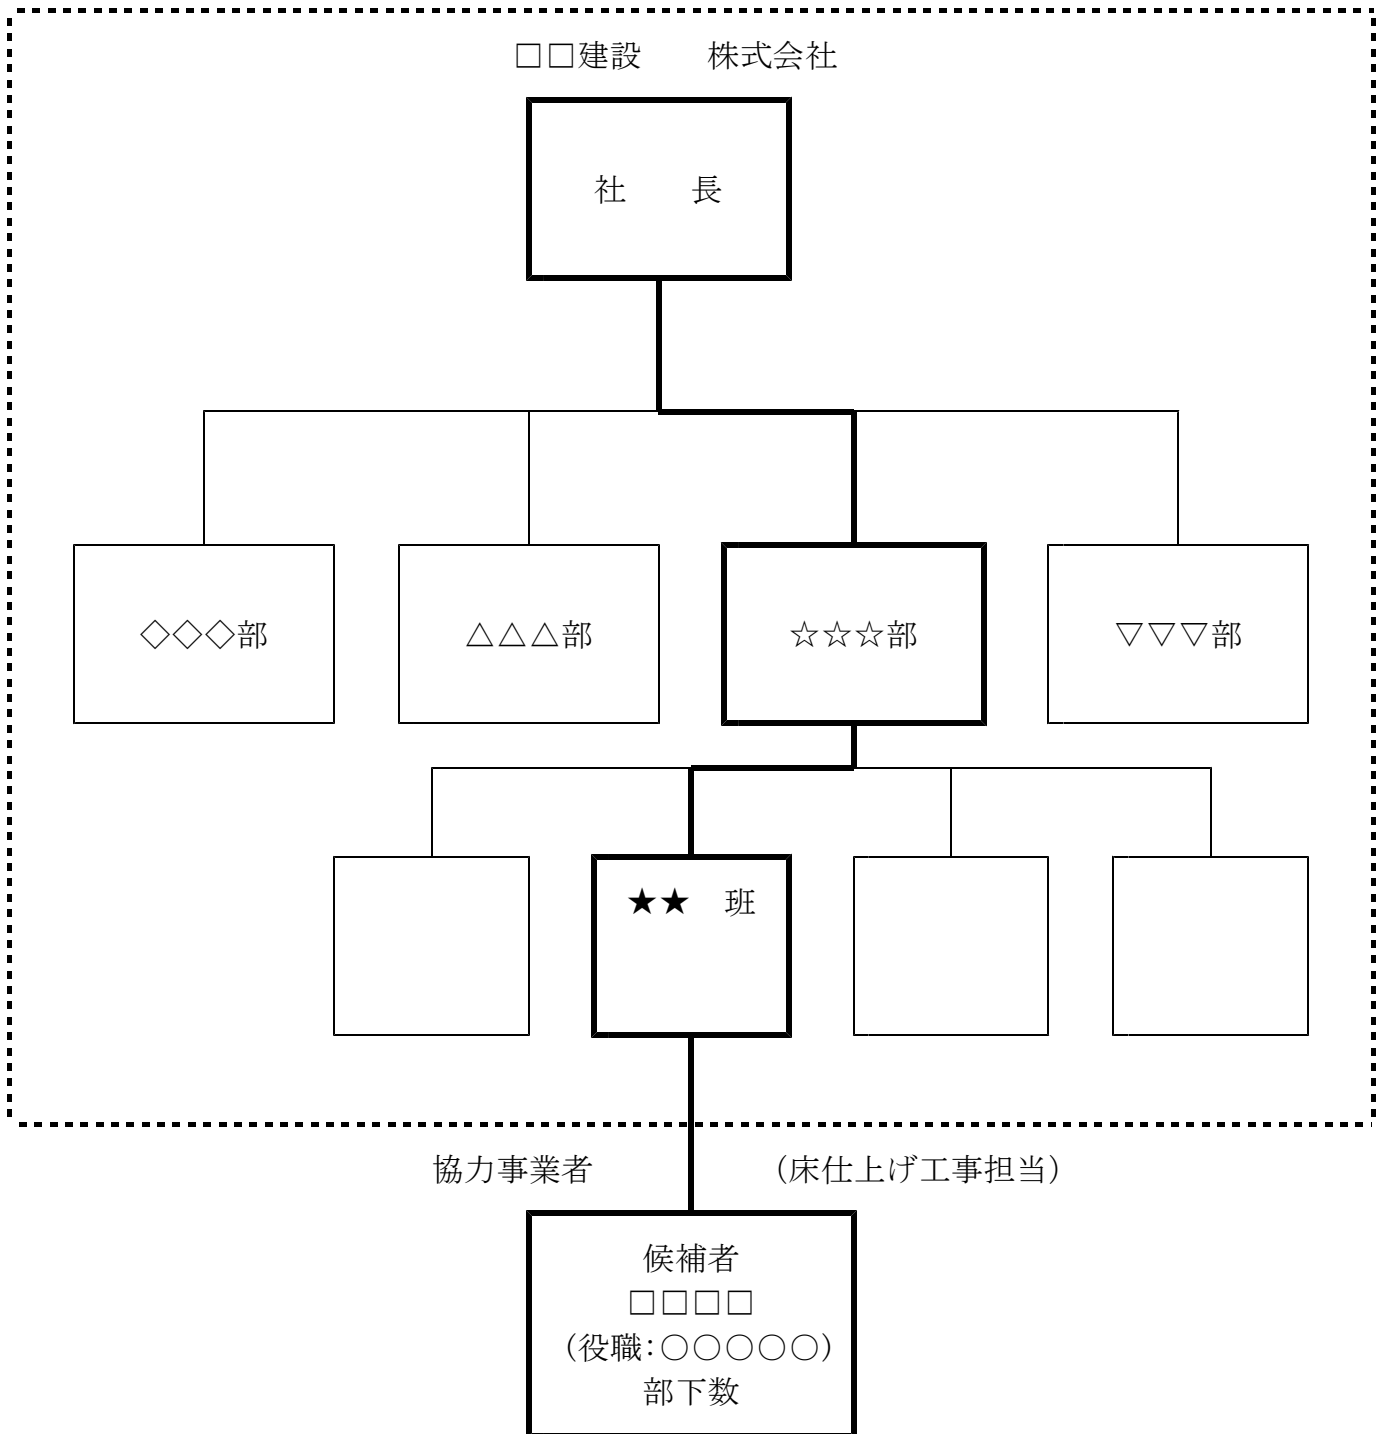 □□建設　　株式会社
社　　長
◇◇◇部
△△△部
☆☆☆部
▽▽▽部
★★　班
協力事業者
（床仕上げ工事担当）
候補者
□□□□
（役職：○○○○○）
部下数